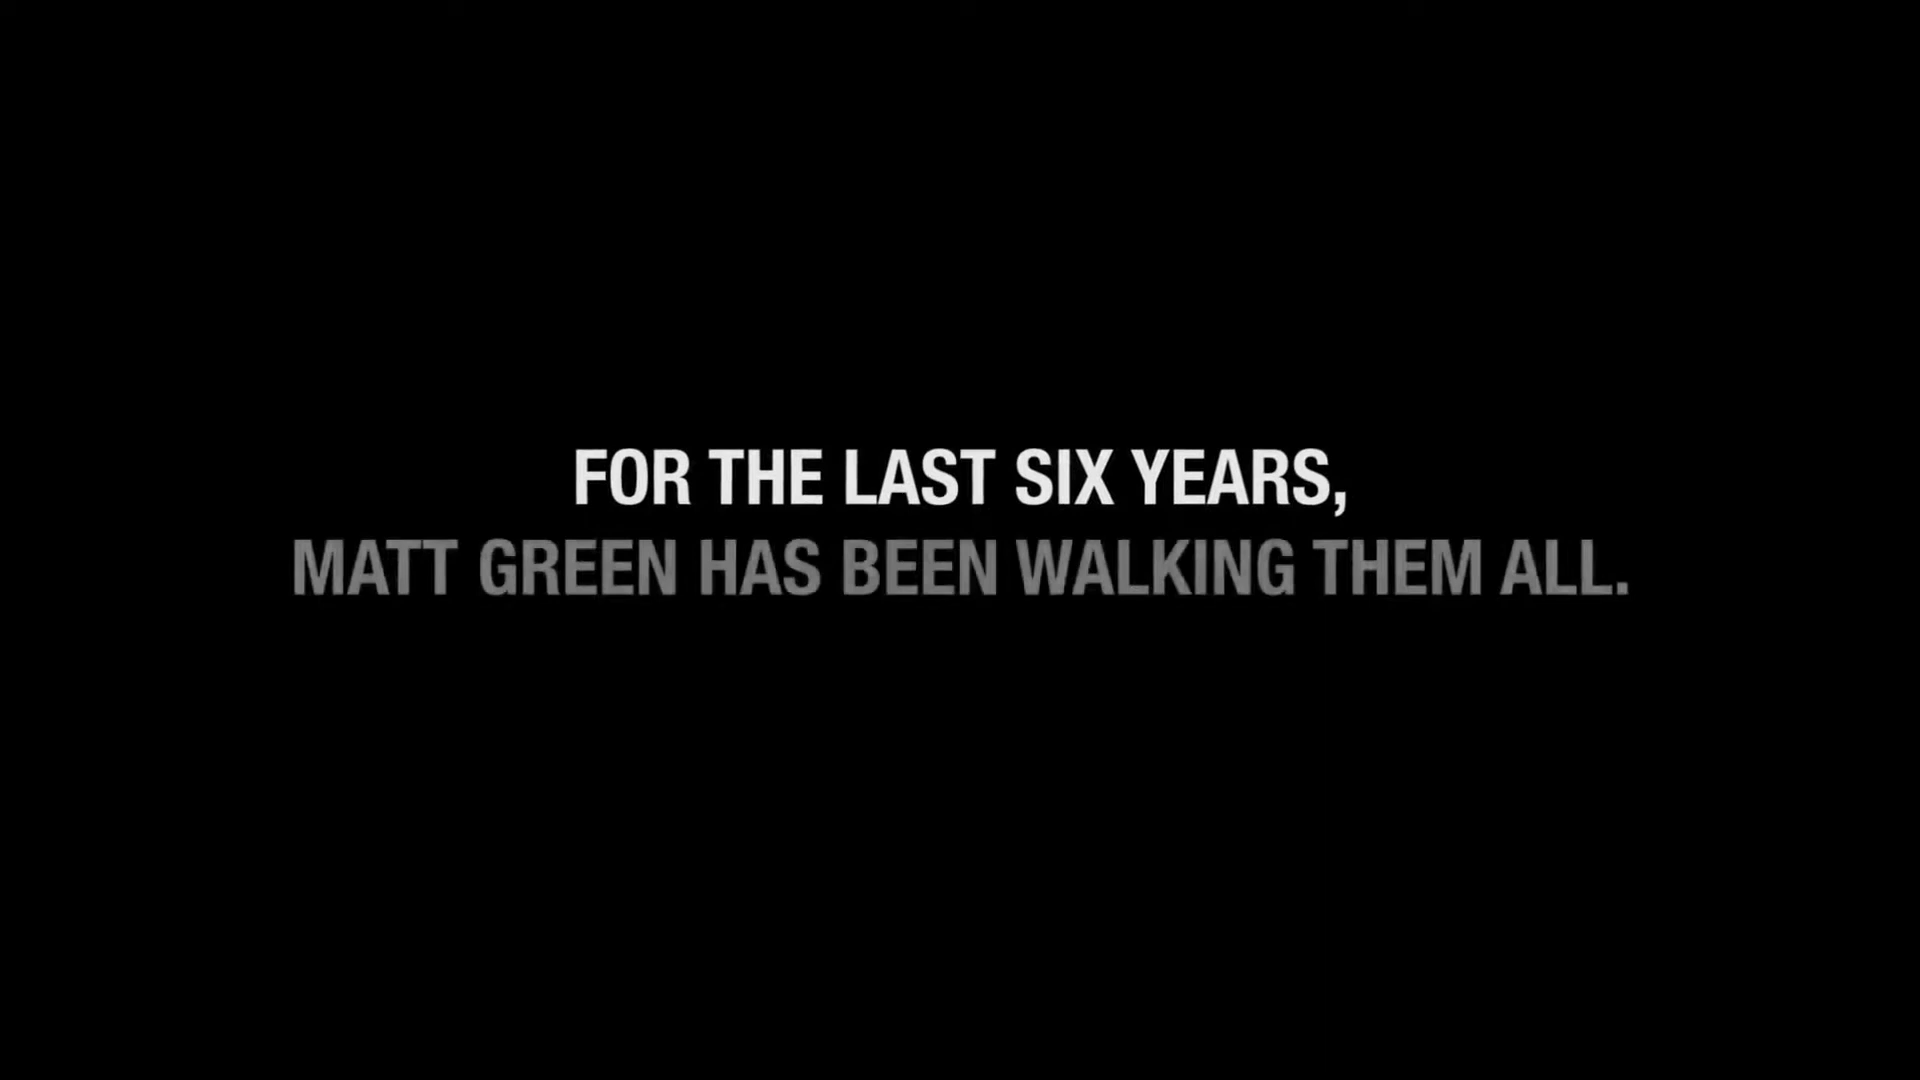 FOR THE LAST SIX YEARS,
MATT GREEN HAS BEEN WALKING THEM ALL.